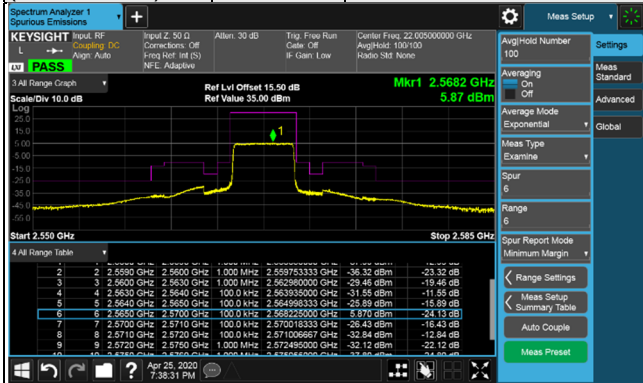 Spectrum Analyzer 1
Spurious Emissions
Meas Setup
KEYSIGHT
L
LXI PASS
Input: RF
Coupling: DC
Align: Auto
Input Z: 50 Ω
Corrections: Off
Freq Ref: Int (S)
NFE: Adaptive
Atten: 30 dB
Trig: Free Run
Gate: Off
IF Gain: Low
Center Freq: 22.005000000 GHz
Avg|Hold: 100/100
Radio Std: None
3 All Range Graph
Scale/Div 10.0 dB
Ref Lvl Offset 15.50 dB
Ref Value 35.00 dBm
Mkr1 2.5682 GHz
5.87 dBm
Log
25.0
15.0
5.00
-5.00
-15.0
-25.0
-35.0
-45.0
-55.0
1
Start 2.550 GHz
Stop 2.585 GHz
4 All Range Table
2 2 2.5590 GHz 2.5600 GHz 1.000 MHz 2.559753333 GHz -36.32 dBm -23.32 dB
3 3 2.5600 GHz 2.5630 GHz 1.000 MHz 2.562980000 GHz -29.46 dBm -19.46 dB
4 4 2.5630 GHz 2.5640 GHz 100.0 kHz 2.563935000 GHz -31.55 dBm -11.55 dB
5 5 2.5640 GHz 2.5650 GHz 100.0 kHz 2.564998333 GHz -25.89 dBm -15.89 dB
6 6 2.5650 GHz 2.5700 GHz 100.0 kHz 2.568225000 GHz 5.870 dBm -24.13 dB
7 7 2.5700 GHz 2.5710 GHz 100.0 kHz 2.570018333 GHz -26.43 dBm -16.43 dB
8 8 2.5710 GHz 2.5720 GHz 100.0 kHz 2.571006667 GHz -32.84 dBm -12.84 dB
9 9 2.5720 GHz 2.5750 GHz 1.000 MHz 2.572495000 GHz -32.12 dBm -22.12 dB
Apr 25, 2020
7:38:31 PM
Avg|Hold Number
100
Averaging
On
Off
Average Mode
Exponential
Meas Type
Examine
Spur
6
Range
6
Spur Report Mode
Minimum Margin
Range Settings
Meas Setup
Summary Table
Auto Couple
Meas Preset
Settings
Meas
Standard
Advanced
Global